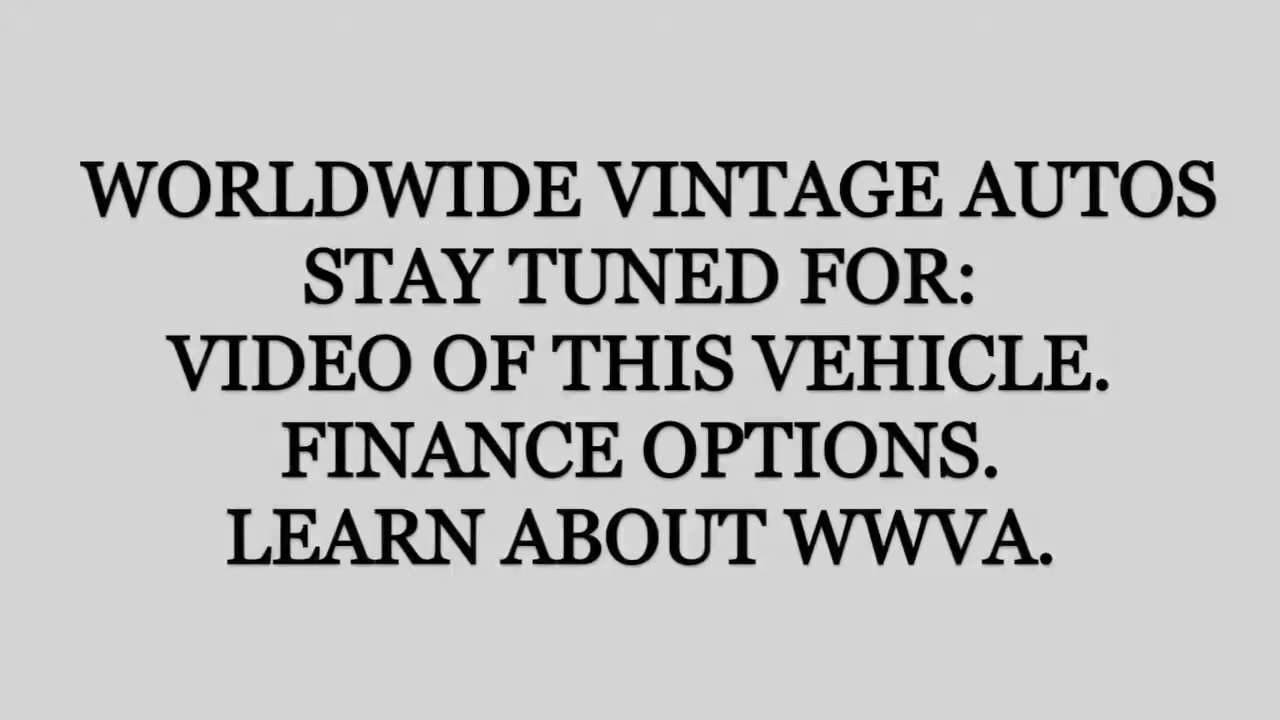 WORLDWIDE VINTAGE AUTOS
STAY TUNED FOR:
VIDEO OF THIS VEHICLE.
FINANCE OPTIONS.
LEARN ABOUT WWVA.